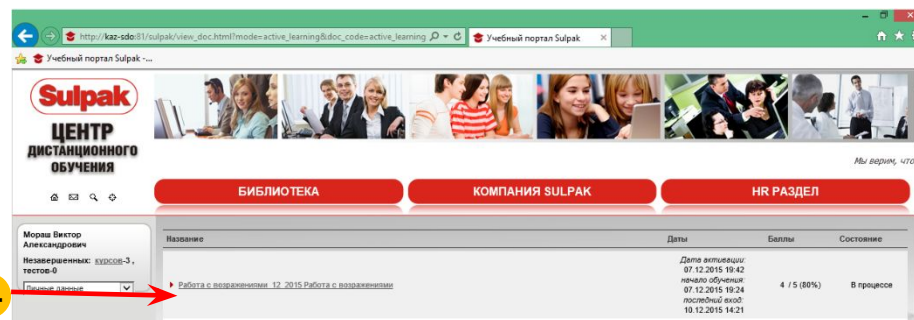 http://kaz-sdo:81/sulpak/view_doc.html?mode=active_learning&doc_code=active_learning
Учебный портал Sulpak
Учебный портал Sulpak -...
Sulpak
ЦЕНТР
ДИСТАНЦИОННОГО
ОБУЧЕНИЯ
Мы верим, что
БИБЛИОТЕКА
КОМПАНИЯ SULPAK
HR РАЗДЕЛ
Мораш Виктор
Александрович
Незавершенных: курсов-3 ,
тестов-0
Личные данные
Название
Даты
Баллы
Состояние
Работа с возражениями_12_2015 Работа с возражениями
Дата активации:
07.12.2015 19:42
начало обучения:
07.12.2015 19:24
последний вход:
10.12.2015 14:21
4 / 5 (80%)
В процессе